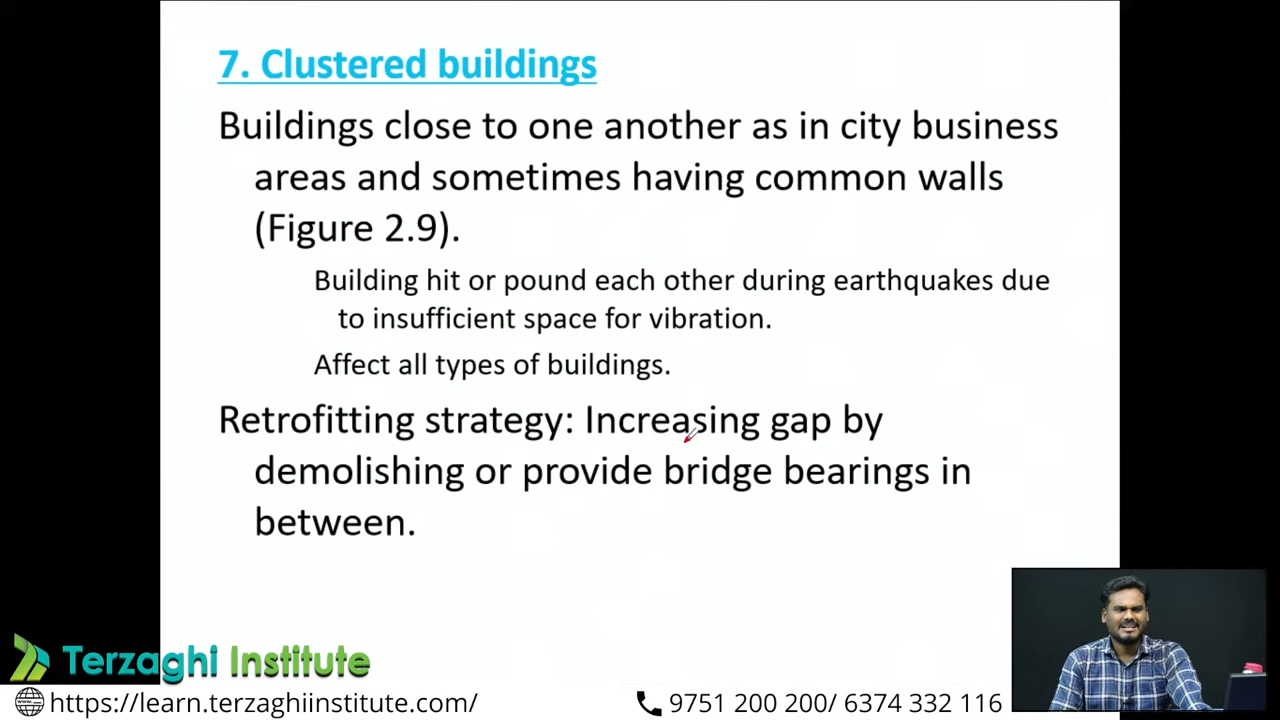 7. Clustered buildings
Buildings close to one another as in city business
areas and sometimes having common walls
(Figure 2.9).
Building hit or pound each other during earthquakes due
to insufficient space for vibration.
Affect all types of buildings.
Retrofitting strategy: Increasing gap by
demolishing or provide bridge bearings in
between.
Terzaghi Institute
https://learn.terzaghiinstitute.com/
9751 200 200/ 6374 332 116